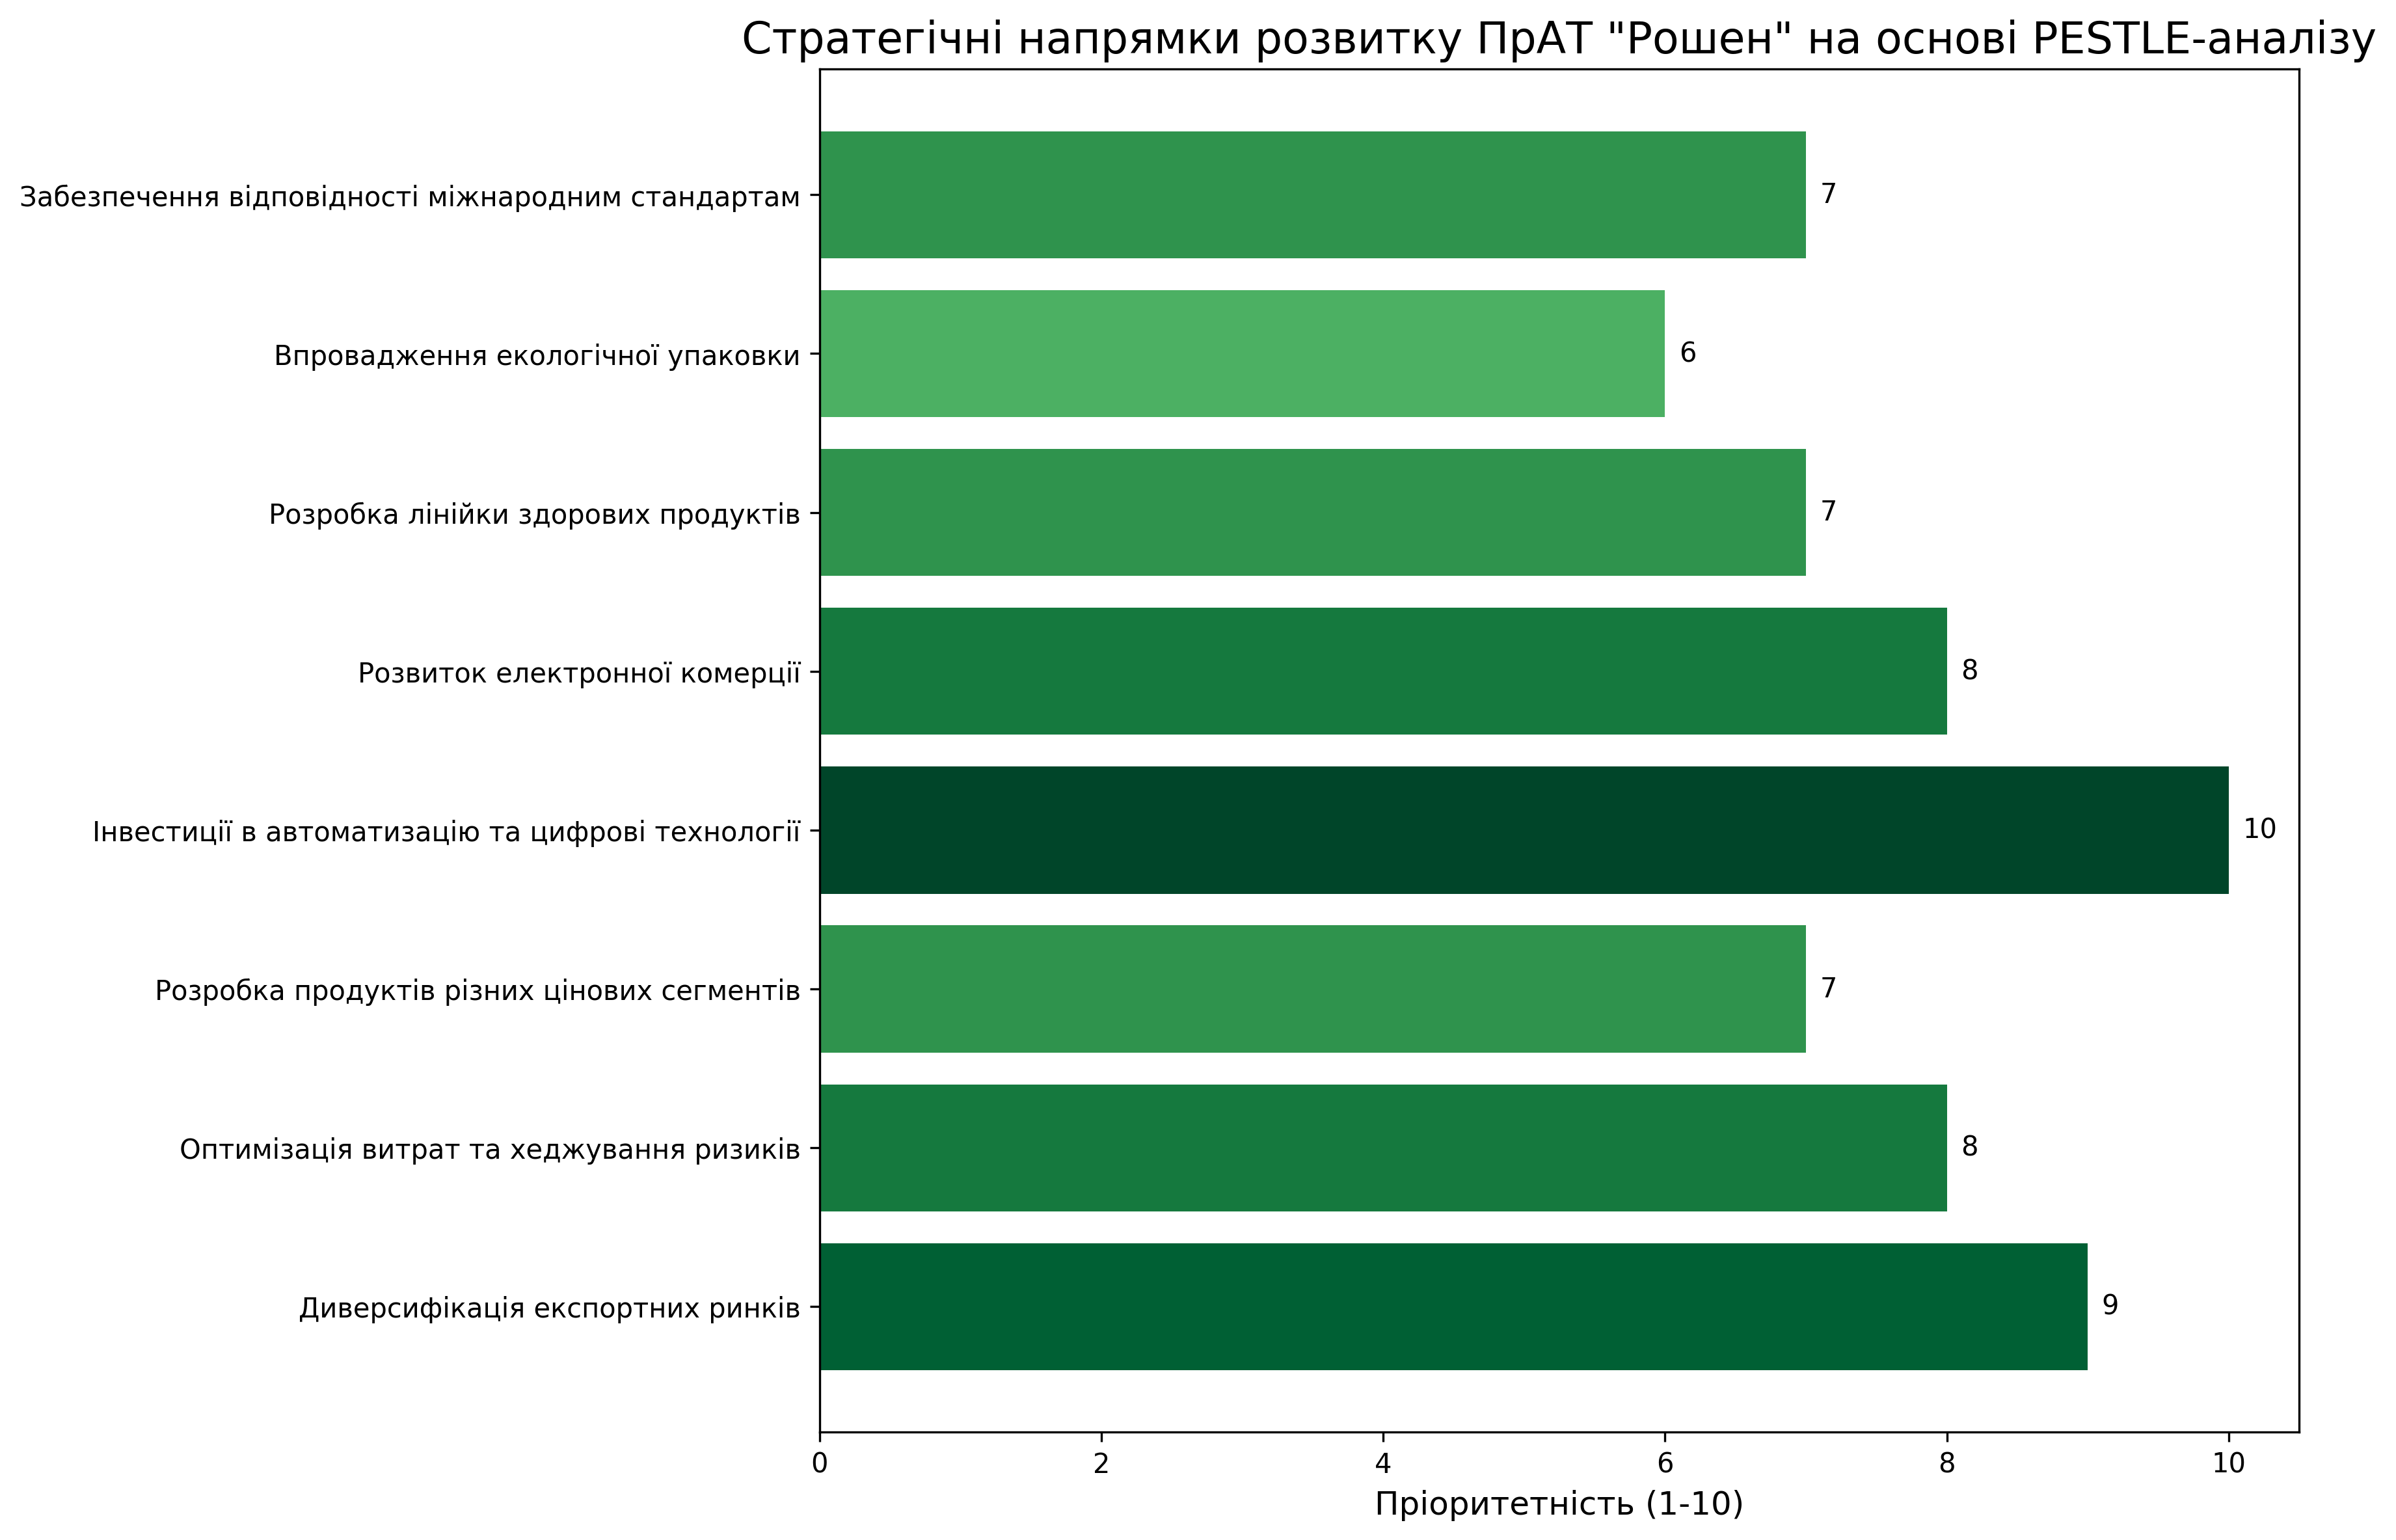 Стратегічні напрямки розвитку ПрАТ "Рошен" на основі PESTLE-аналізу
Забезпечення відповідності міжнародним стандартам
7
Впровадження екологічної упаковки
6
Розробка лінійки здорових продуктів
7
Розвиток електронної комерції
8
Інвестиції в автоматизацію та цифрові технології
10
Розробка продуктів різних цінових сегментів
7
Оптимізація витрат та хеджування ризиків
8
Диверсифікація експортних ринків
9
0 2 4 6 8 10
Пріоритетність (1-10)